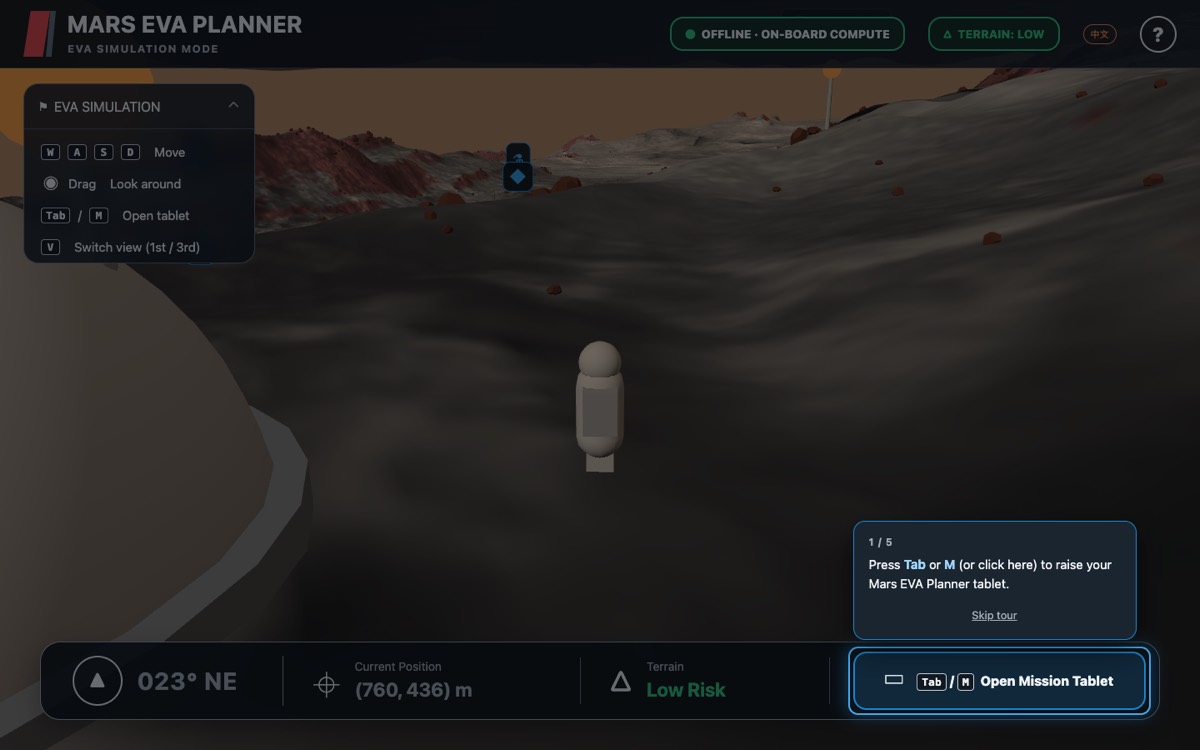 MARS EVA PLANNER
EVA SIMULATION MODE
OFFLINE · ON-BOARD COMPUTE
TERRAIN: LOW
中文
?
EVA SIMULATION
W A S D Move
Drag Look around
Tab / M Open tablet
V Switch view (1st / 3rd)
1 / 5
Press Tab or M (or click here) to raise your
Mars EVA Planner tablet.
Skip tour
023° NE
Current Position
(760, 436) m
Terrain
Low Risk
Tab / M Open Mission Tablet